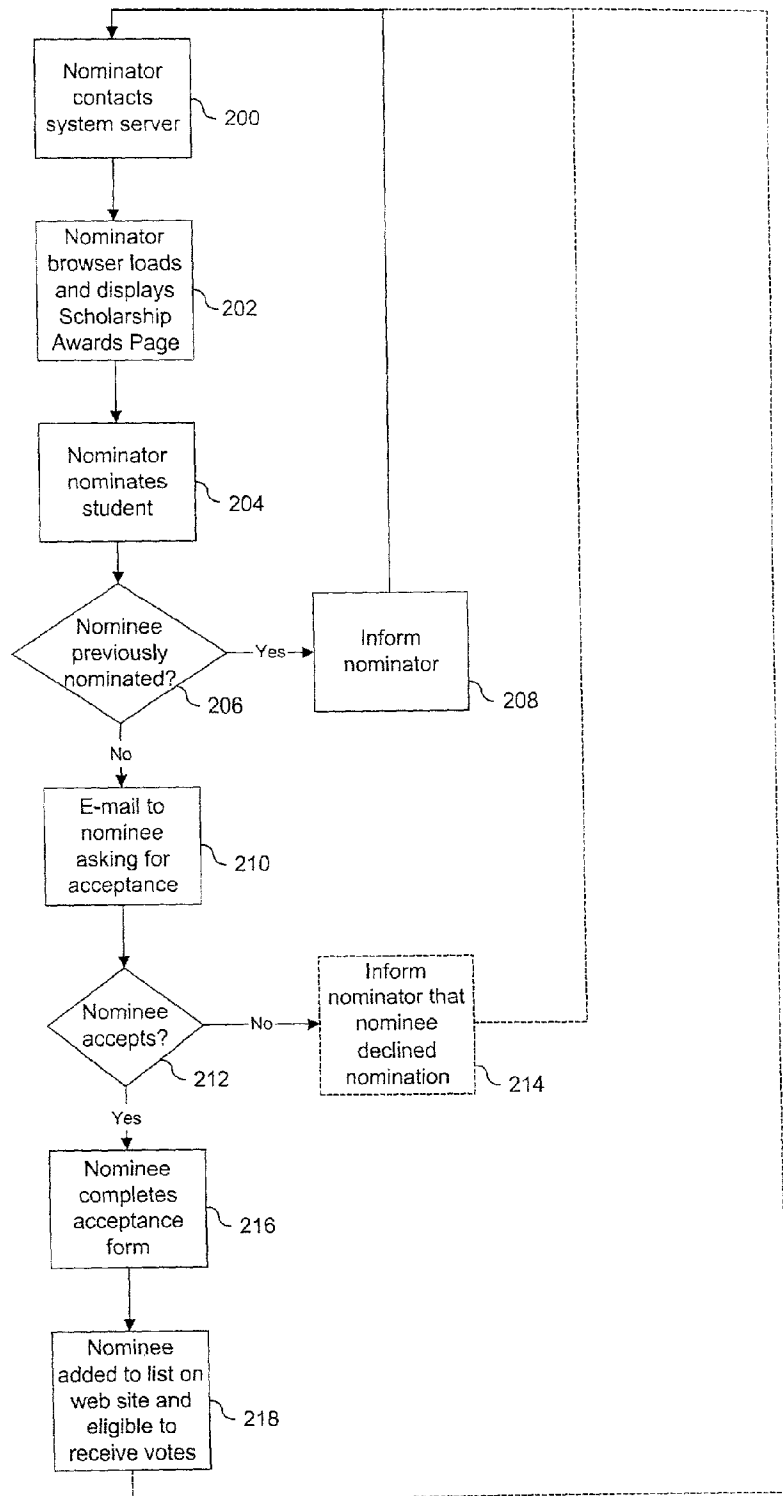 Nominator
contacts
system server
200
Nominator
browser loads
and displays
Scholarship
Awards Page
202
Nominator
nominates
student
204
Nominee
previously
nominated?
206
Yes
Inform
nominator
208
No
E-mail to
nominee
asking for
acceptance
210
Nominee
accepts?
212
No
Inform
nominator that
nominee
declined
nomination
214
Yes
Nominee
completes
acceptance
form
216
Nominee
added to list on
web site and
eligible to
receive votes
218